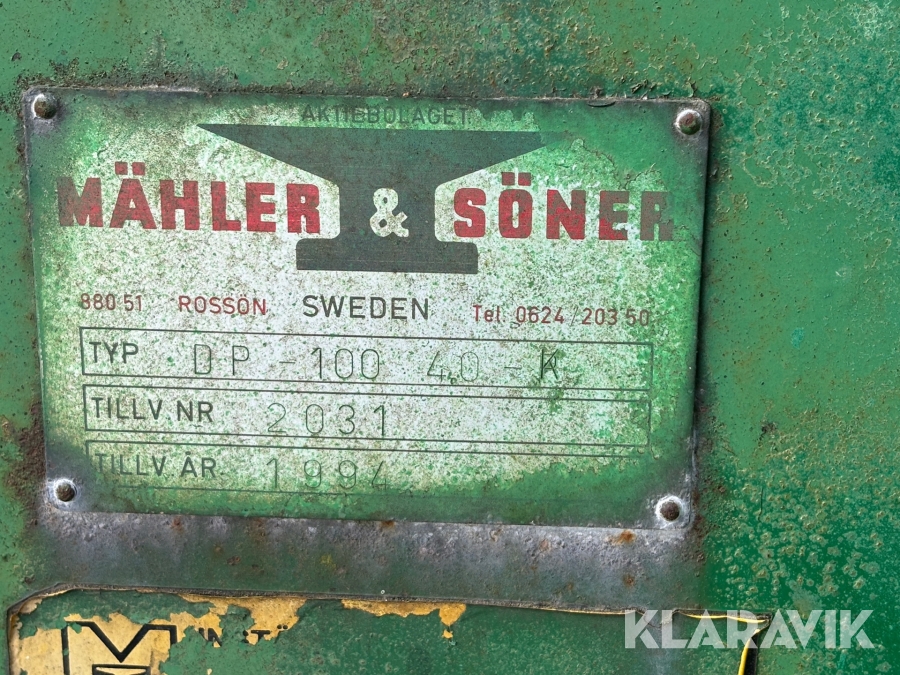 AKTIEBOLAGET
MÄHLER & SÖNER
880 51 ROSSÖN SWEDEN Tel. 0624/203 50
TYP DP-100 40-K
TILLV.NR 2031
TILLV.ÅR 1994
KLARAVIK